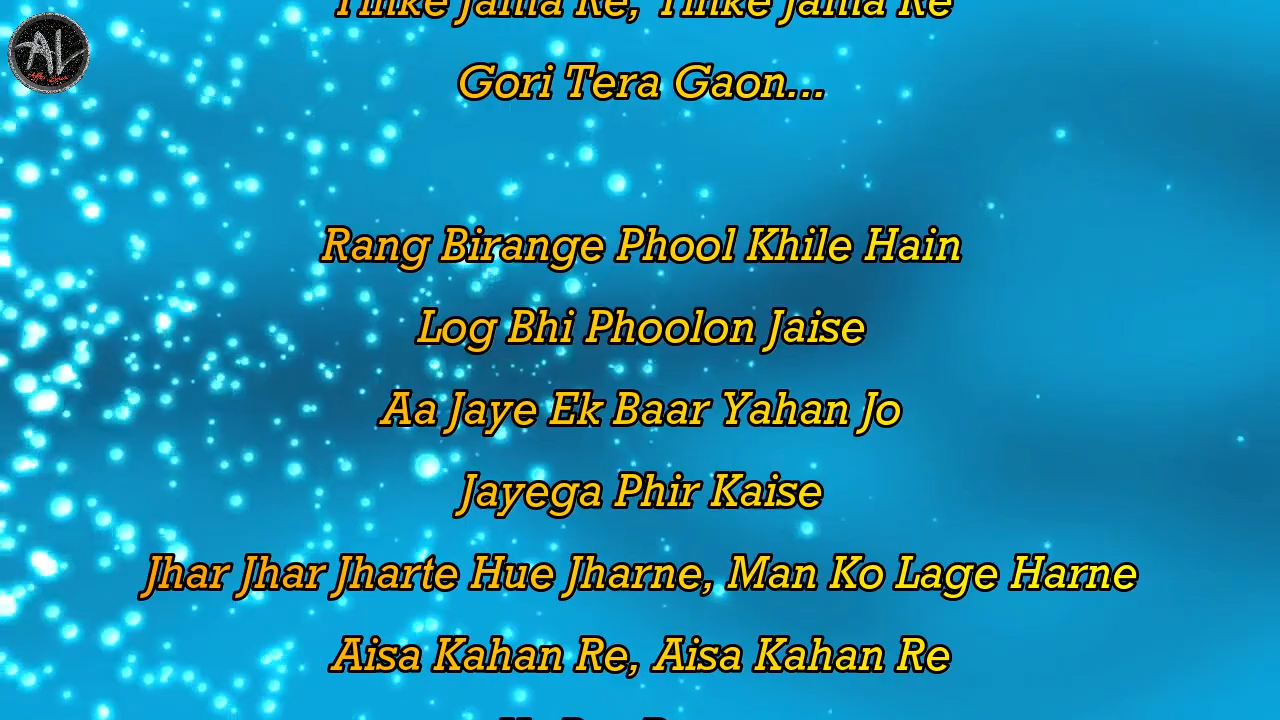 Gori Tera Gaon...
Rang Birange Phool Khile Hain
Log Bhi Phoolon Jaise
Aa Jaye Ek Baar Yahan Jo
Jayega Phir Kaise
Jhar Jhar Jharte Hue Jharne, Man Ko Lage Harne
Aisa Kahan Re, Aisa Kahan Re